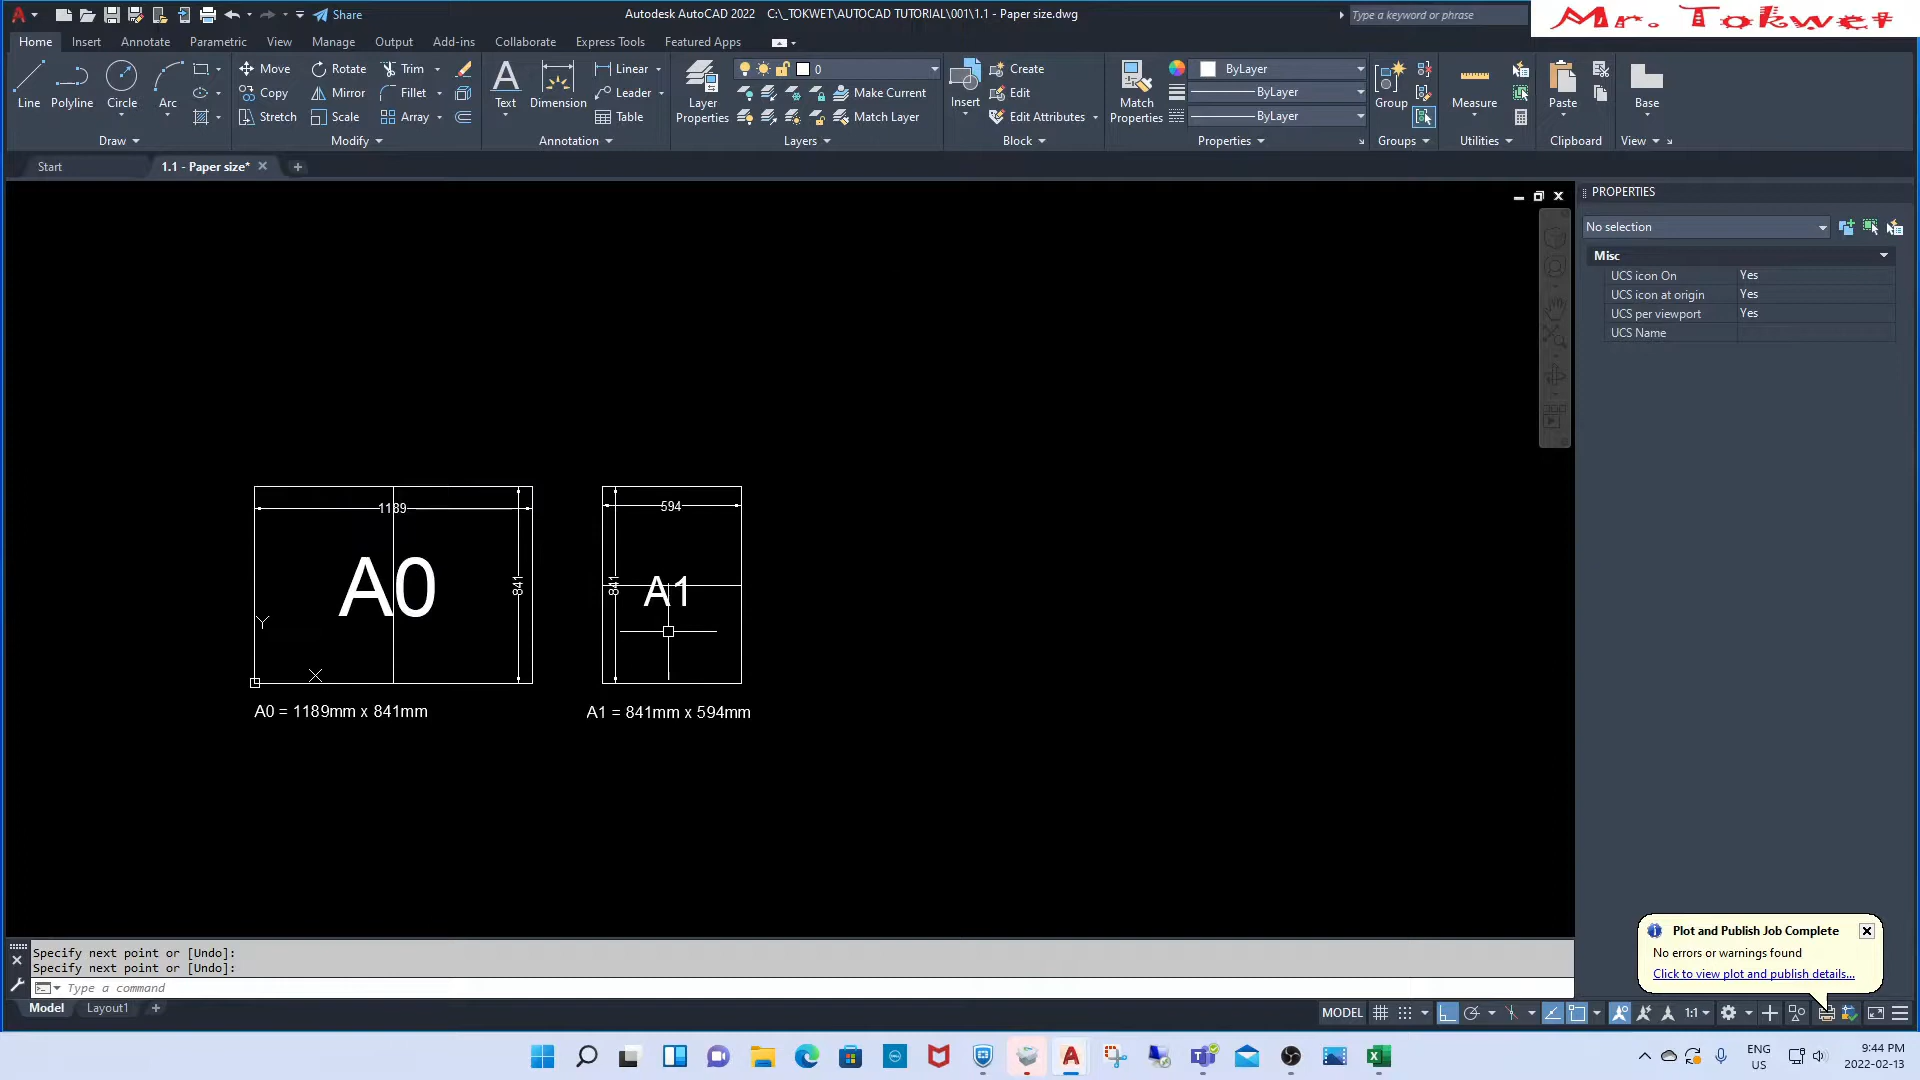 Share
Autodesk AutoCAD 2022 C:\_TOKWET\AUTOCAD TUTORIAL\001\1.1 - Paper size.dwg
Type a keyword or phrase
Mr. Tokwet
Home Insert Annotate Parametric View Manage Output Add-ins Collaborate Express Tools Featured Apps
Line Polyline Circle Arc
Move Rotate Trim
Copy Mirror Fillet
Stretch Scale Array
Text Dimension
Linear
Leader
Table
Layer Properties
0
Make Current
Match Layer
Insert
Create
Edit
Edit Attributes
Match Properties
ByLayer
ByLayer
ByLayer
Group
Measure
Paste
Base
Draw Modify Annotation Layers Block Properties Groups Utilities Clipboard View
Start 1.1 - Paper size*
PROPERTIES
No selection
Misc
UCS icon On Yes
UCS icon at origin Yes
UCS per viewport Yes
UCS Name
1189
594
A0
841
841
A1
Y
X
A0 = 1189mm x 841mm
A1 = 841mm x 594mm
Plot and Publish Job Complete
No errors or warnings found
Click to view plot and publish details...
Specify next point or [Undo]:
Specify next point or [Undo]:
Type a command
Model Layout1
MODEL
1:1
ENG
US
9:44 PM
2022-02-13